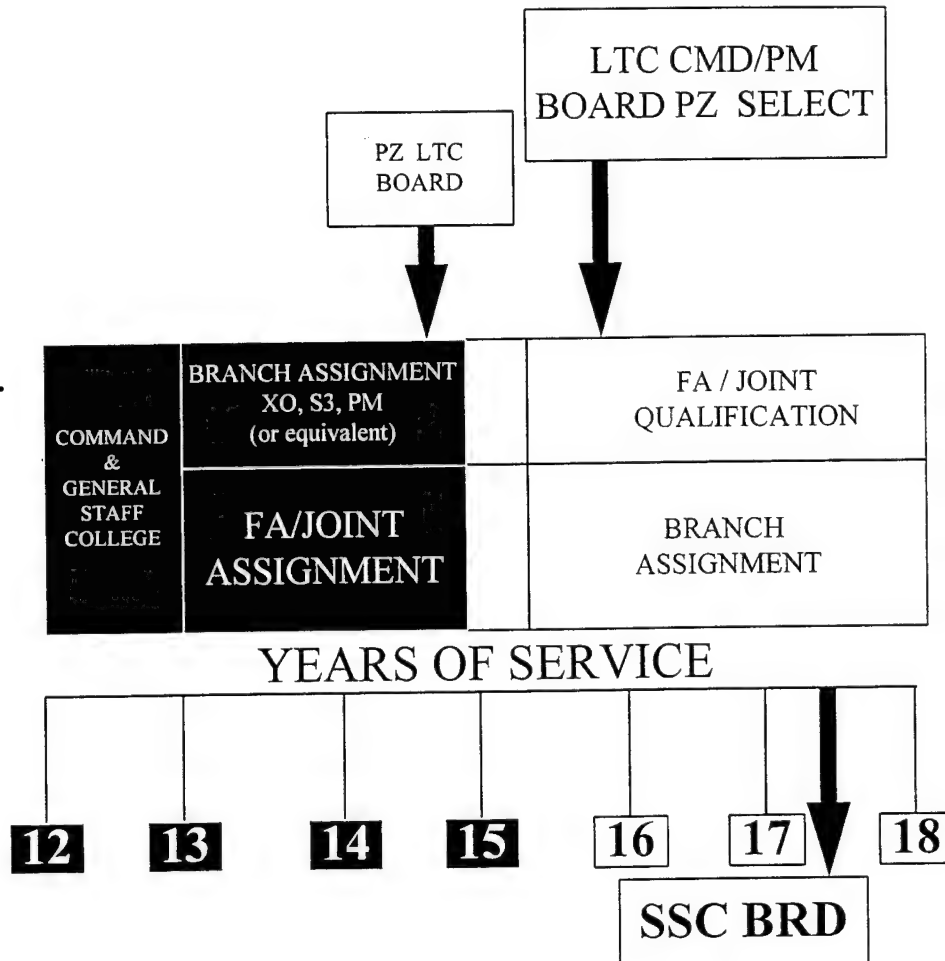 LTC CMD/PM
BOARD PZ SELECT
PZ LTC
BOARD
COMMAND
&
GENERAL
STAFF
COLLEGE
BRANCH ASSIGNMENT
XO, S3, PM
(or equivalent)
FA/JOINT
ASSIGNMENT
FA / JOINT
QUALIFICATION
BRANCH
ASSIGNMENT
YEARS OF SERVICE
12 13 14 15 16 17 18
SSC BRD